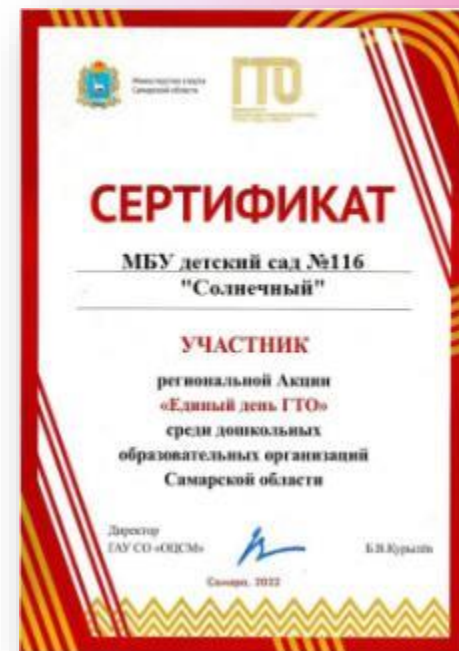 Министерство спорта
Самарской области
ГТО
СЕРТИФИКАТ
МБУ детский сад №116
"Солнечный"
УЧАСТНИК
региональной Акции
«Единый день ГТО»
среди дошкольных
образовательных организаций
Самарской области
Директор
ГАУ СО «ОЦСМ»
Б.В.Курылёв
Самара, 2022